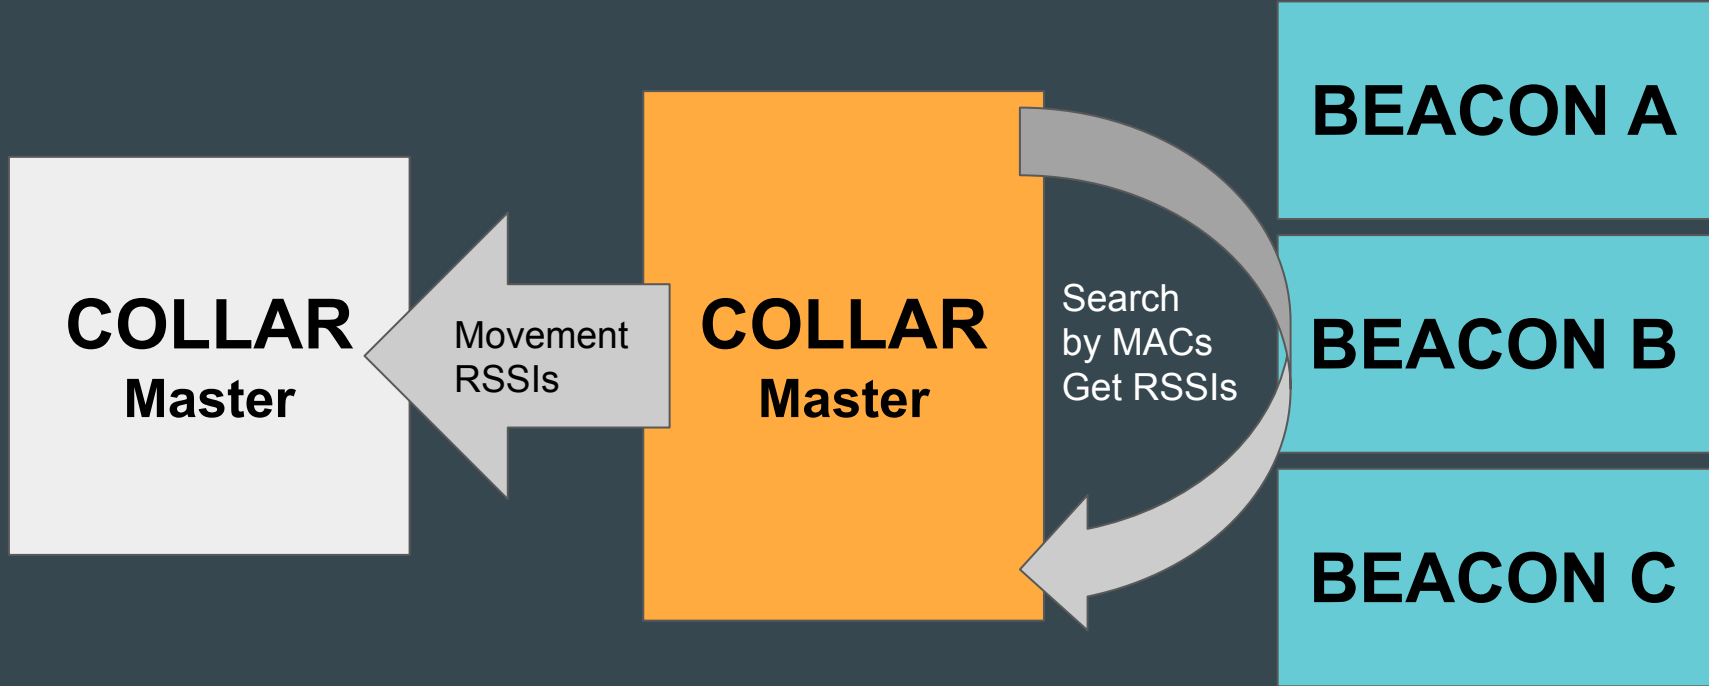 COLLAR
Master
Movement
RSSIs
COLLAR
Master
Search
by MACs
Get RSSIs
BEACON A
BEACON B
BEACON C